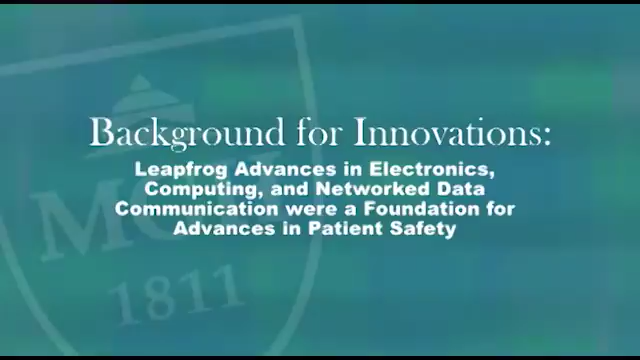 Background for Innovations:
Leapfrog Advances in Electronics,
Computing, and Networked Data
Communication were a Foundation for
Advances in Patient Safety
MGH
1811